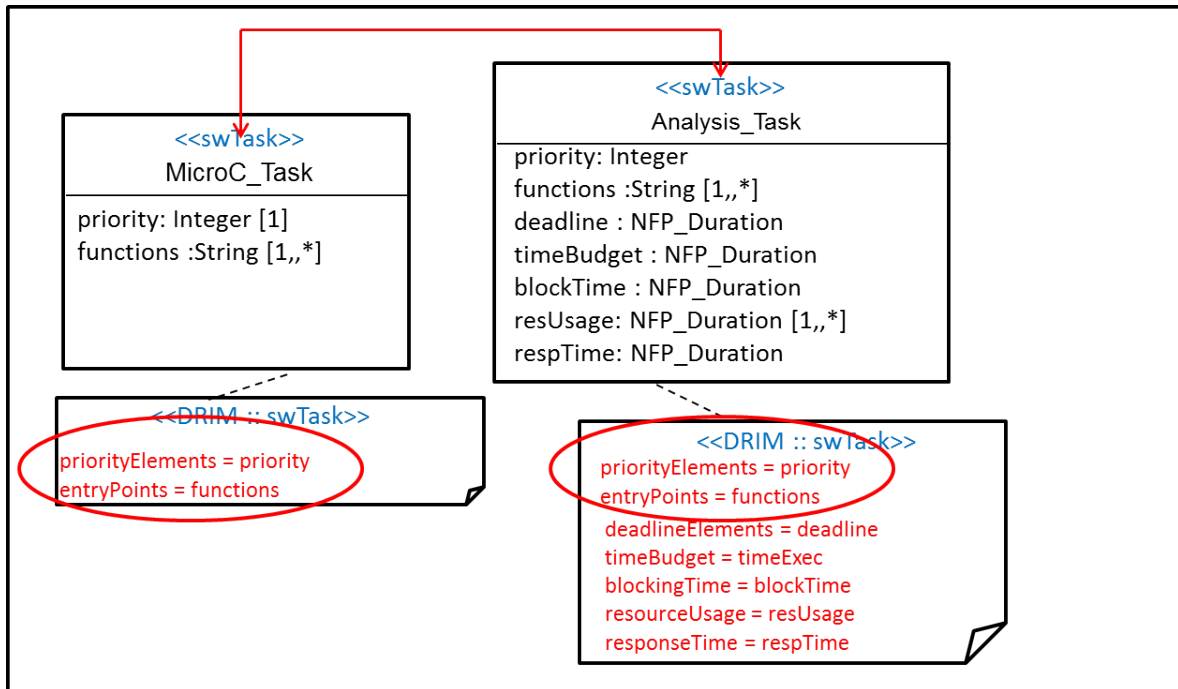 <<swTask>>
MicroC_Task
priority: Integer [1]
functions :String [1,,*]
<<DRIM :: swTask>>
priorityElements = priority
entryPoints = functions
<<swTask>>
Analysis_Task
priority: Integer
functions :String [1,,*]
deadline : NFP_Duration
timeBudget : NFP_Duration
blockTime : NFP_Duration
resUsage: NFP_Duration [1,,*]
respTime: NFP_Duration
<<DRIM :: swTask>>
priorityElements = priority
entryPoints = functions
deadlineElements = deadline
timeBudget = timeExec
blockingTime = blockTime
resourceUsage = resUsage
responseTime = respTime